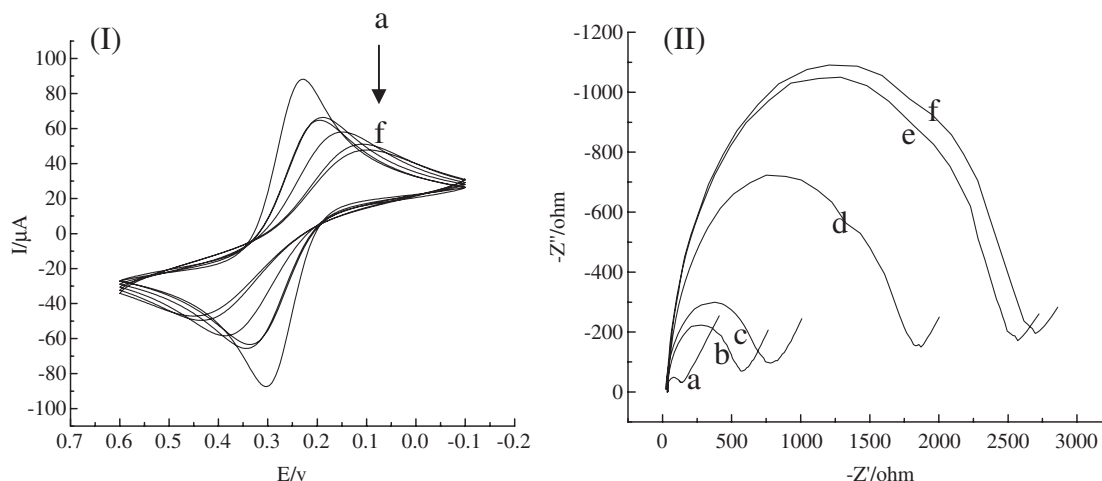 (I)
a
f
100
80
60
40
20
0
-20
-40
-60
-80
-100
I/μA
0.7 0.6 0.5 0.4 0.3 0.2 0.1 0.0 -0.1 -0.2
E/v
(II)
-1200
-1000
-800
-600
-400
-200
0
-Z''/ohm
f
e
d
c
b
a
0 500 1000 1500 2000 2500 3000
-Z'/ohm